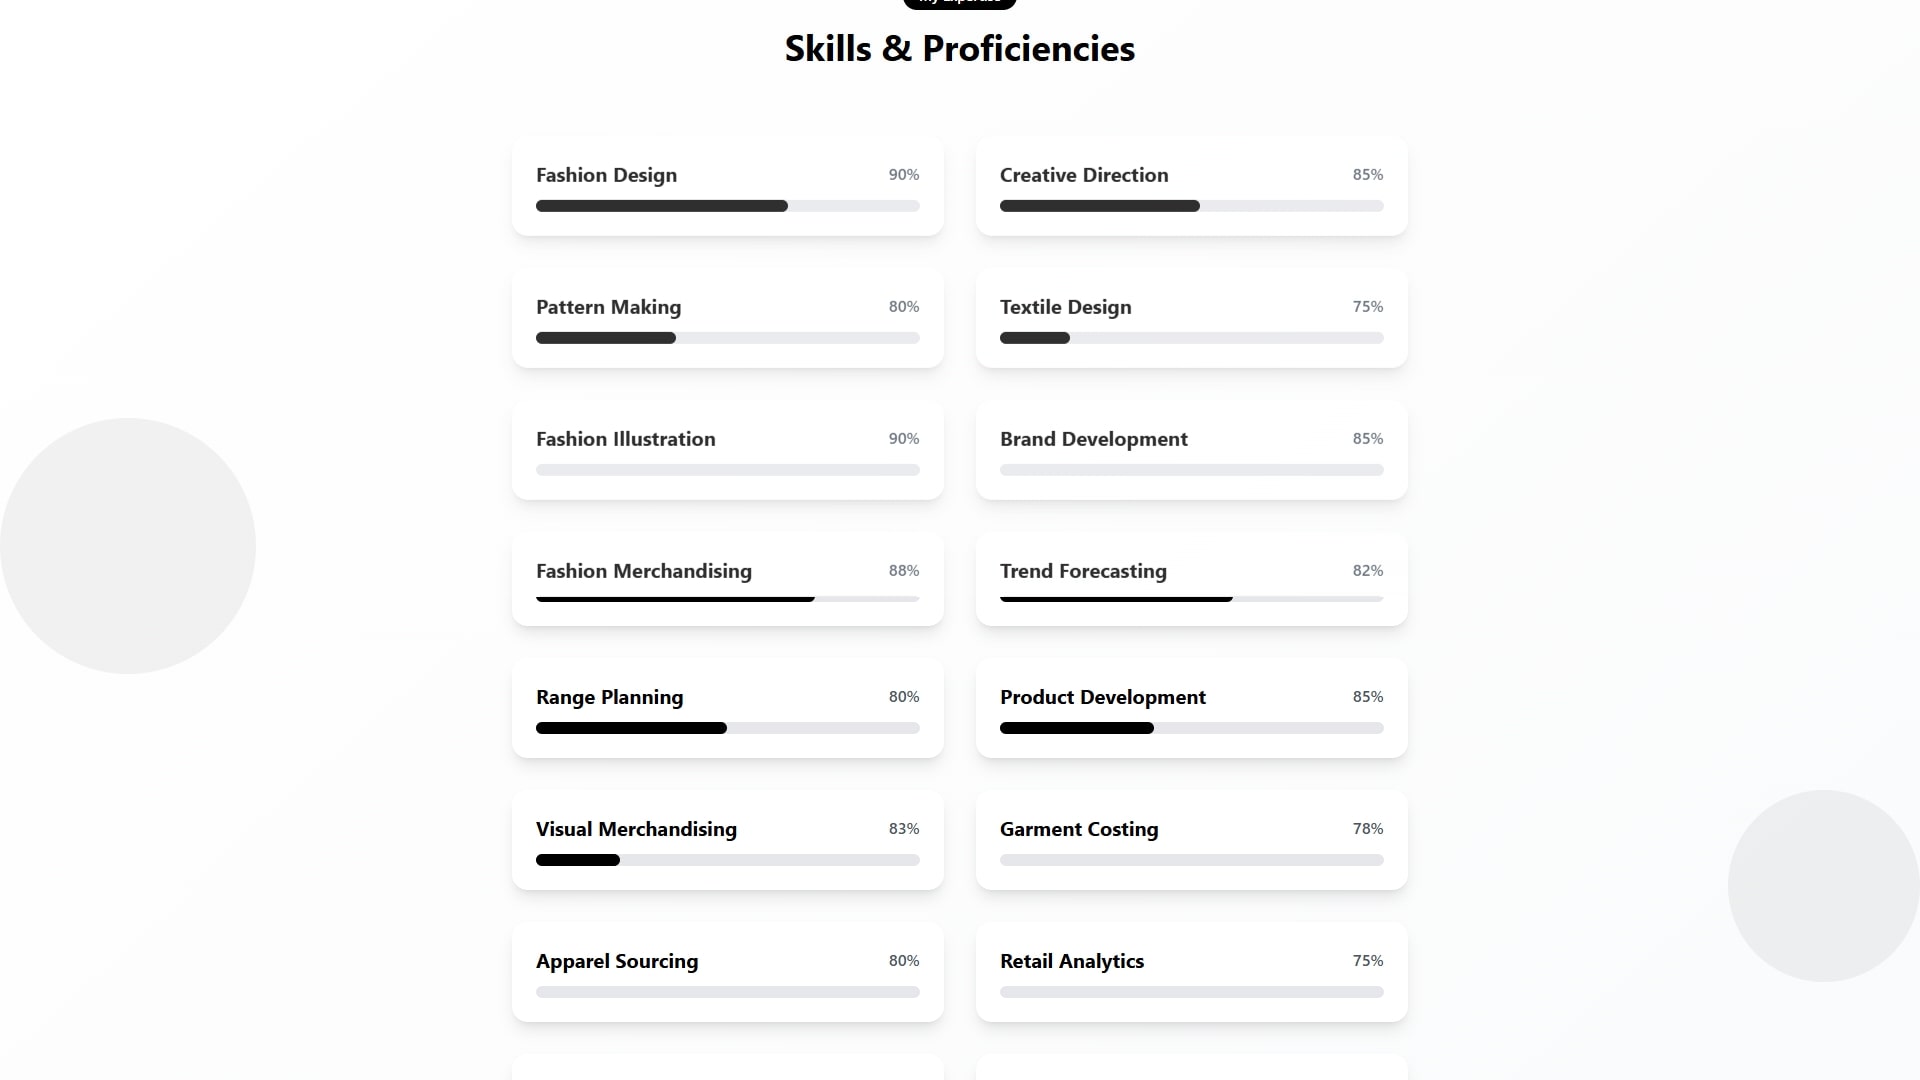 My Expertise
Skills & Proficiencies
Fashion Design 90%
Creative Direction 85%
Pattern Making 80%
Textile Design 75%
Fashion Illustration 90%
Brand Development 85%
Fashion Merchandising 88%
Trend Forecasting 82%
Range Planning 80%
Product Development 85%
Visual Merchandising 83%
Garment Costing 78%
Apparel Sourcing 80%
Retail Analytics 75%